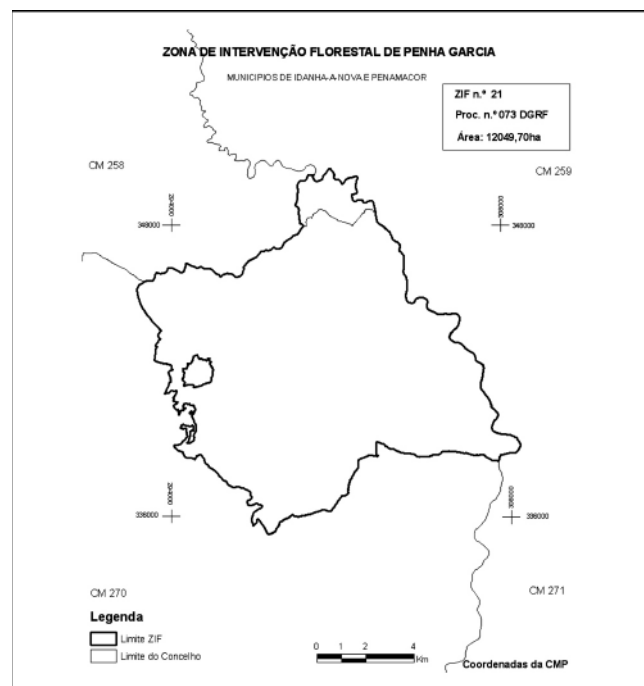 ZONA DE INTERVENÇÃO FLORESTAL DE PENHA GARCIA
MUNICIPIOS DE IDANHA-A-NOVA E PENAMACOR
ZIF n.º 21
Proc. n.º 073 DGRF
Área: 12049,70ha
CM 258
CM 259
294000
348000
348000
294000
336000
336000
CM 270
CM 271
Legenda
Limite ZIF
Limite do Concelho
0 1 2 4
Km
Coordenadas da CMP